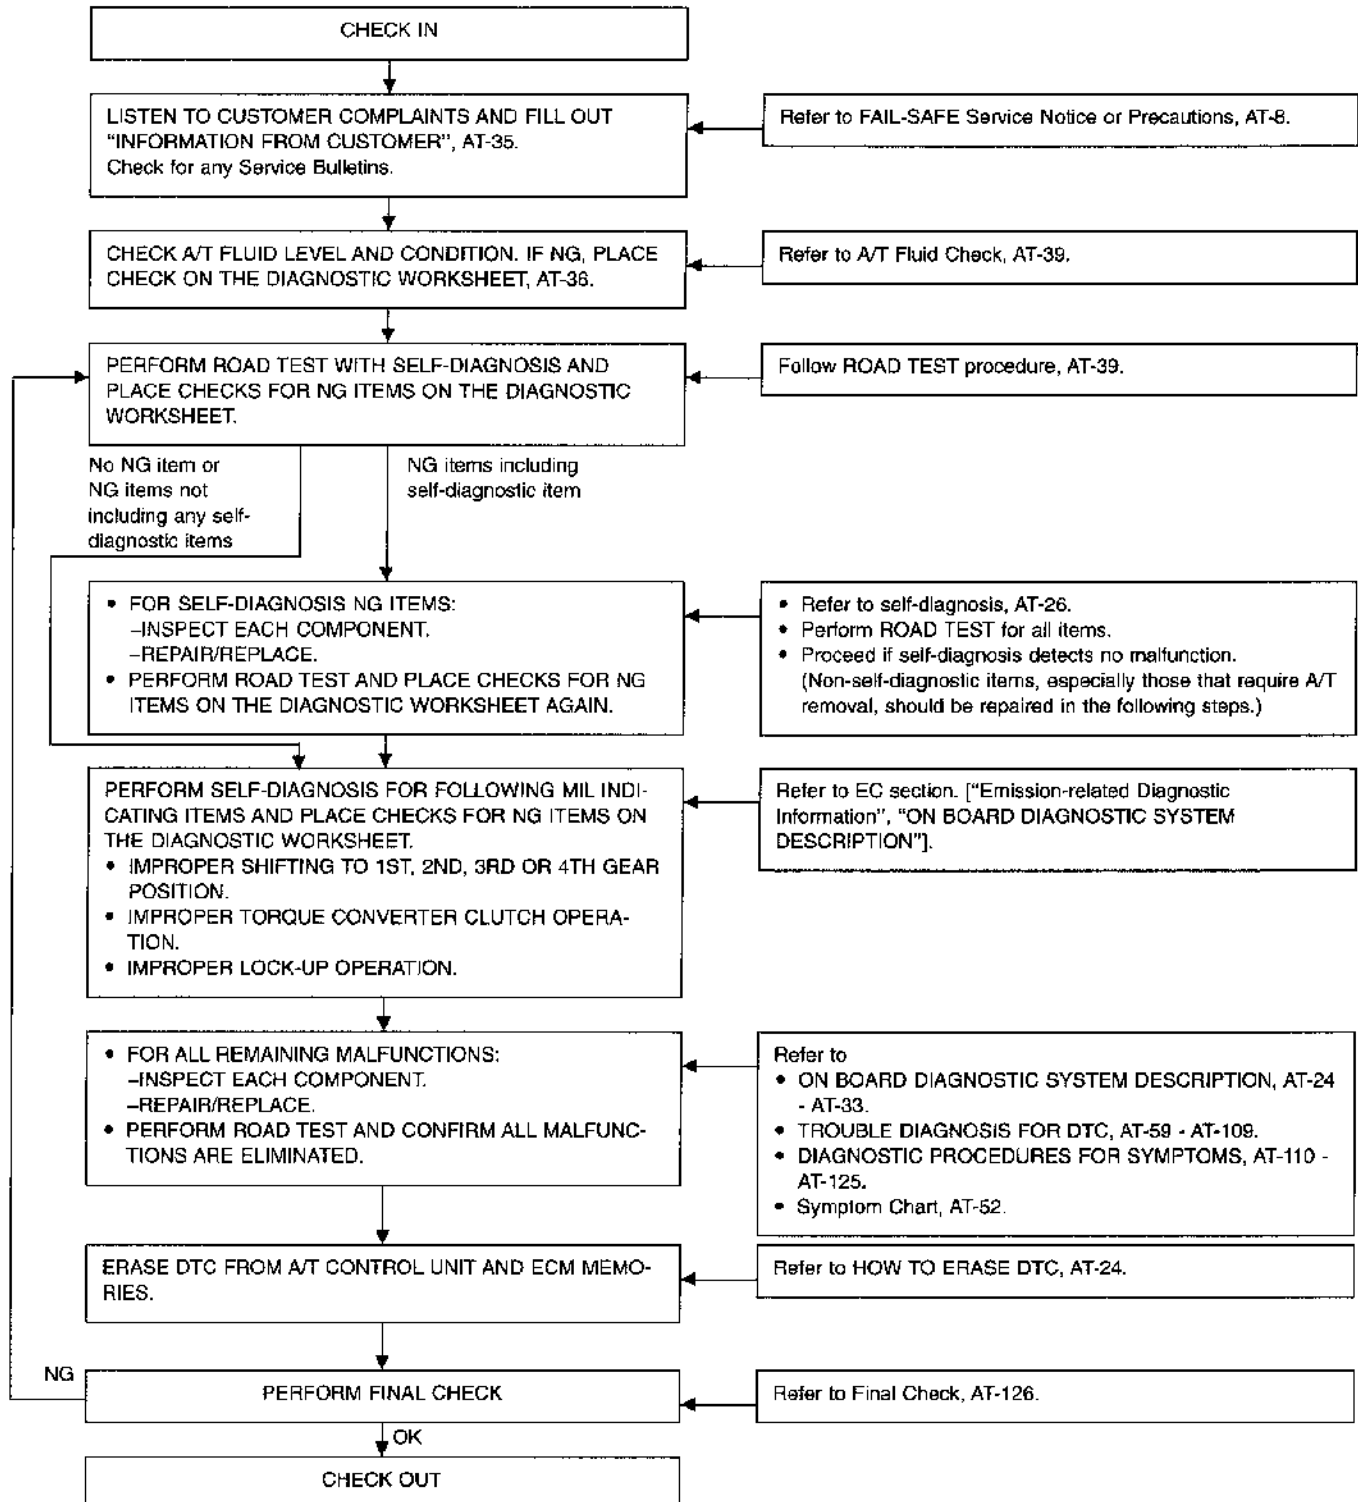 CHECK IN
LISTEN TO CUSTOMER COMPLAINTS AND FILL OUT
“INFORMATION FROM CUSTOMER”, AT-35.
Check for any Service Bulletins.
Refer to FAIL-SAFE Service Notice or Precautions, AT-8.
CHECK A/T FLUID LEVEL AND CONDITION. IF NG, PLACE
CHECK ON THE DIAGNOSTIC WORKSHEET, AT-36.
Refer to A/T Fluid Check, AT-39.
PERFORM ROAD TEST WITH SELF-DIAGNOSIS AND
PLACE CHECKS FOR NG ITEMS ON THE DIAGNOSTIC
WORKSHEET.
Follow ROAD TEST procedure, AT-39.
No NG item or
NG items not
including any self-
diagnostic items
NG items including
self-diagnostic item
• FOR SELF-DIAGNOSIS NG ITEMS:
–INSPECT EACH COMPONENT.
–REPAIR/REPLACE.
• PERFORM ROAD TEST AND PLACE CHECKS FOR NG
ITEMS ON THE DIAGNOSTIC WORKSHEET AGAIN.
• Refer to self-diagnosis, AT-26.
• Perform ROAD TEST for all items.
• Proceed if self-diagnosis detects no malfunction.
(Non-self-diagnostic items, especially those that require A/T
removal, should be repaired in the following steps.)
PERFORM SELF-DIAGNOSIS FOR FOLLOWING MIL INDI-
CATING ITEMS AND PLACE CHECKS FOR NG ITEMS ON
THE DIAGNOSTIC WORKSHEET.
• IMPROPER SHIFTING TO 1ST, 2ND, 3RD OR 4TH GEAR
POSITION.
• IMPROPER TORQUE CONVERTER CLUTCH OPERA-
TION.
• IMPROPER LOCK-UP OPERATION.
Refer to EC section. [“Emission-related Diagnostic
Information”, “ON BOARD DIAGNOSTIC SYSTEM
DESCRIPTION”].
• FOR ALL REMAINING MALFUNCTIONS:
–INSPECT EACH COMPONENT.
–REPAIR/REPLACE.
• PERFORM ROAD TEST AND CONFIRM ALL MALFUNC-
TIONS ARE ELIMINATED.
Refer to
• ON BOARD DIAGNOSTIC SYSTEM DESCRIPTION, AT-24
- AT-33.
• TROUBLE DIAGNOSIS FOR DTC, AT-59 - AT-109.
• DIAGNOSTIC PROCEDURES FOR SYMPTOMS, AT-110 -
AT-125.
• Symptom Chart, AT-52.
ERASE DTC FROM A/T CONTROL UNIT AND ECM MEMO-
RIES.
Refer to HOW TO ERASE DTC, AT-24.
NG
PERFORM FINAL CHECK
Refer to Final Check, AT-126.
OK
CHECK OUT